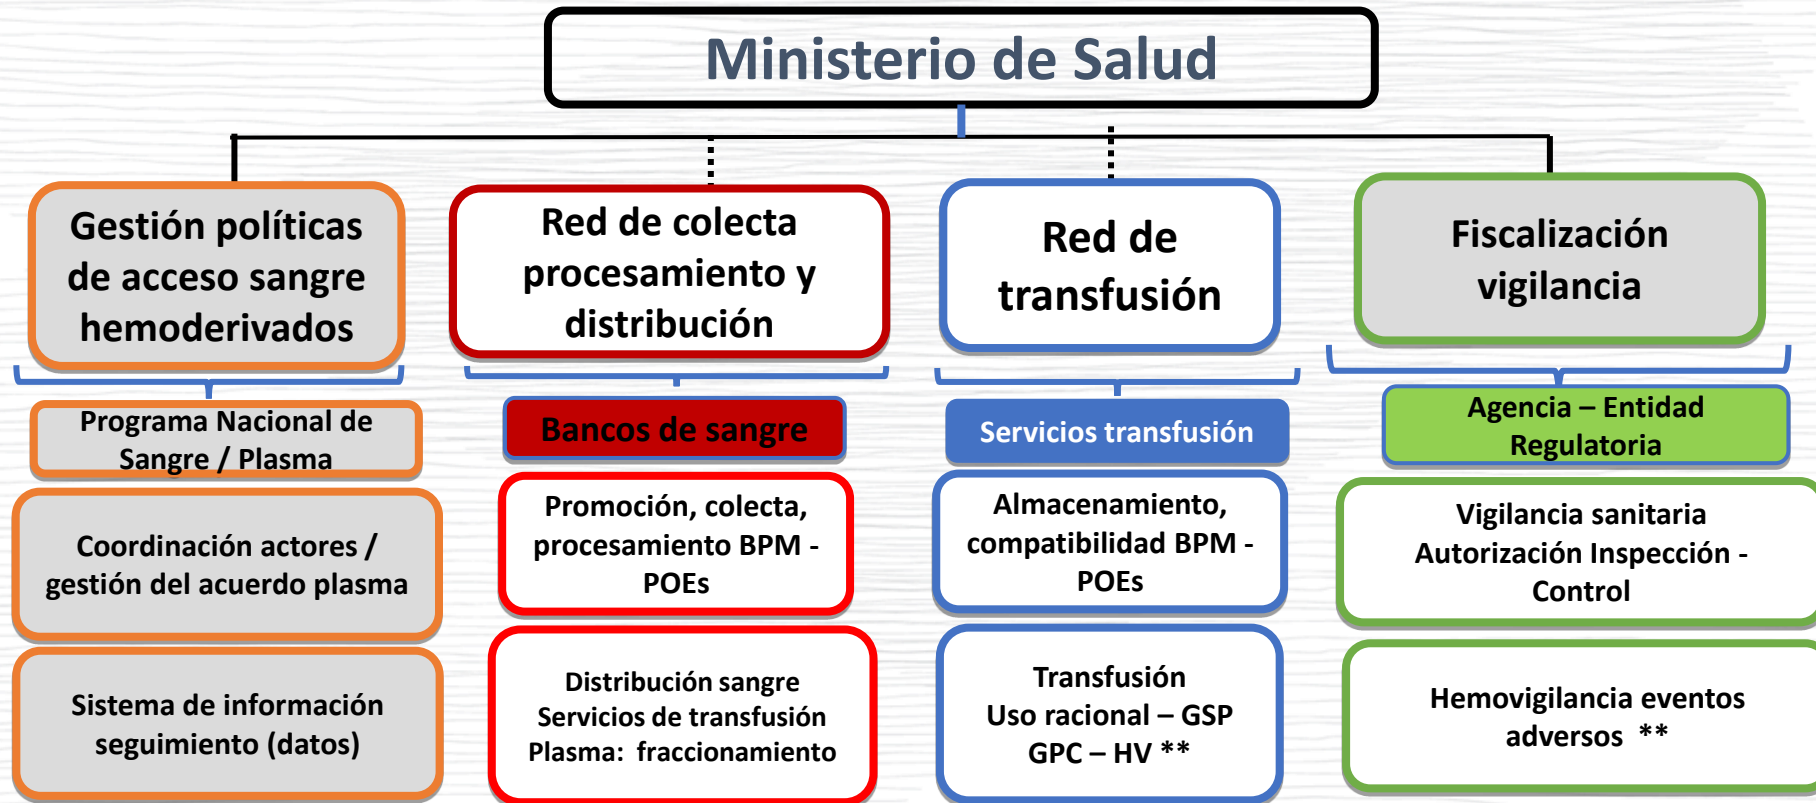 Ministerio de Salud
Gestión políticas
de acceso sangre
hemoderivados
Red de colecta
procesamiento y
distribución
Red de
transfusión
Fiscalización
vigilancia
Programa Nacional de
Sangre / Plasma
Bancos de sangre
Servicios transfusión
Agencia – Entidad
Regulatoria
Coordinación actores /
gestión del acuerdo plasma
Promoción, colecta,
procesamiento BPM -
POEs
Almacenamiento,
compatibilidad BPM -
POEs
Vigilancia sanitaria
Autorización Inspección -
Control
Sistema de información
seguimiento (datos)
Distribución sangre
Servicios de transfusión
Plasma: fraccionamiento
Transfusión
Uso racional – GSP
GPC – HV **
Hemovigilancia eventos
adversos **